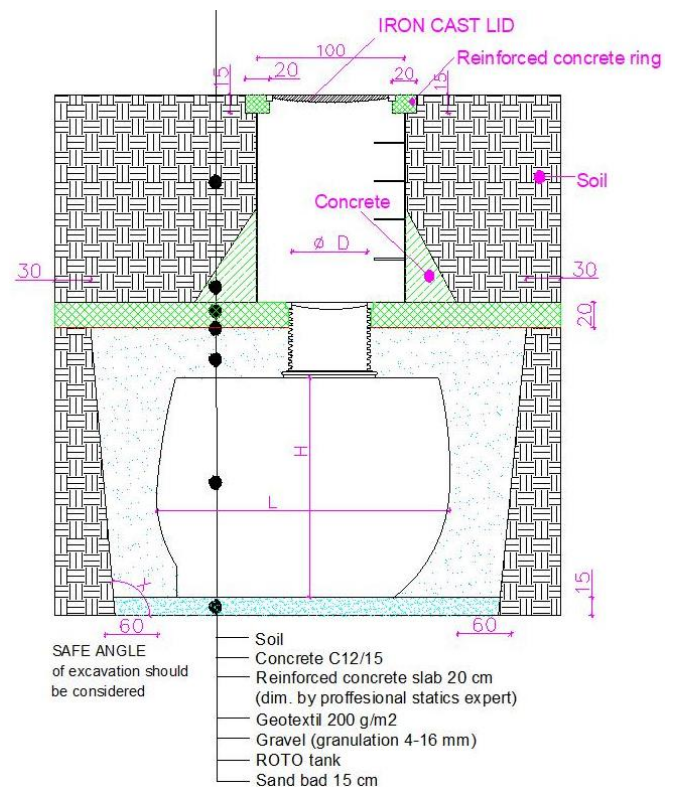 IRON CAST LID
100
Reinforced concrete ring
15
20
20
15
Soil
Concrete
ø D
30
30
20
H
L
15
60
60
SAFE ANGLE
of excavation should
be considered
Soil
Concrete C12/15
Reinforced concrete slab 20 cm
(dim. by proffesional statics expert)
Geotextil 200 g/m2
Gravel (granulation 4-16 mm)
ROTO tank
Sand bad 15 cm